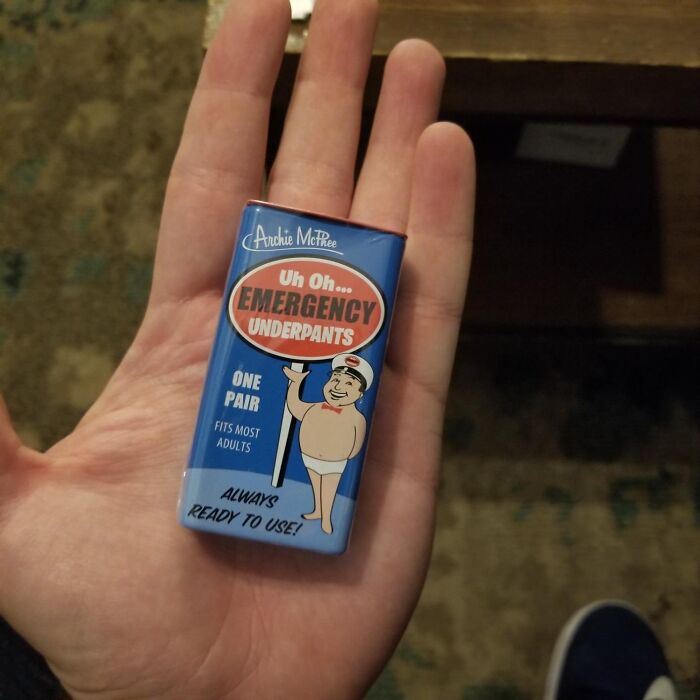 Archie McPhee
Uh Oh...
EMERGENCY
UNDERPANTS
ONE
PAIR
FITS MOST
ADULTS
ALWAYS
READY TO USE!